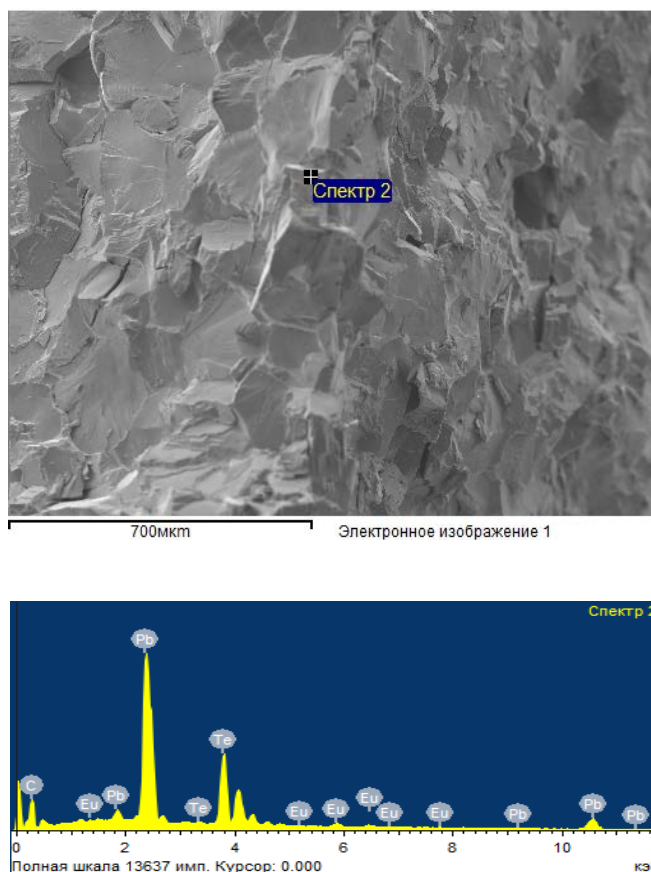 Спектр 2
700мкm
Электронное изображение 1
Спектр 2
Pb
Te
C
Eu
Pb
Te
Eu
Eu
Eu
Eu
Eu
Pb
Pb
Pb
0 2 4 6 8 10
Полная шкала 13637 имп. Курсор: 0.000
кэ